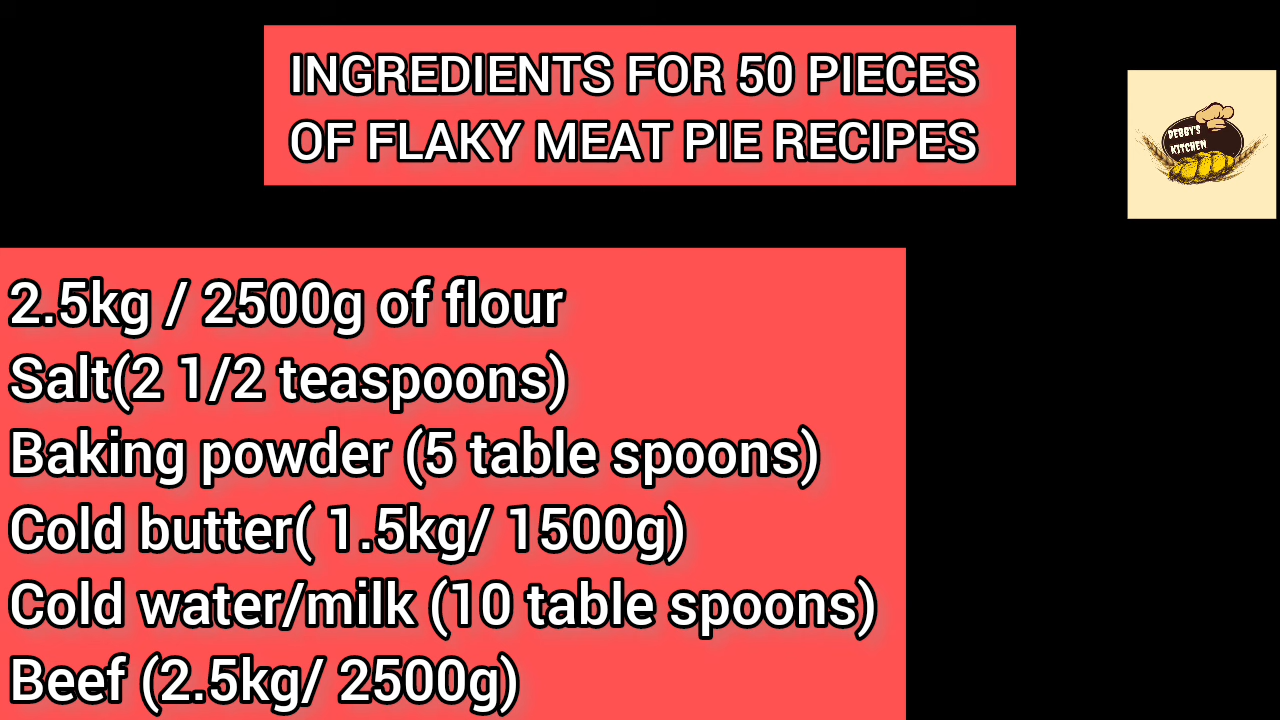 INGREDIENTS FOR 50 PIECES
OF FLAKY MEAT PIE RECIPES
DEBBY'S
KITCHEN
2.5kg / 2500g of flour
Salt(2 1/2 teaspoons)
Baking powder (5 table spoons)
Cold butter( 1.5kg/ 1500g)
Cold water/milk (10 table spoons)
Beef (2.5kg/ 2500g)